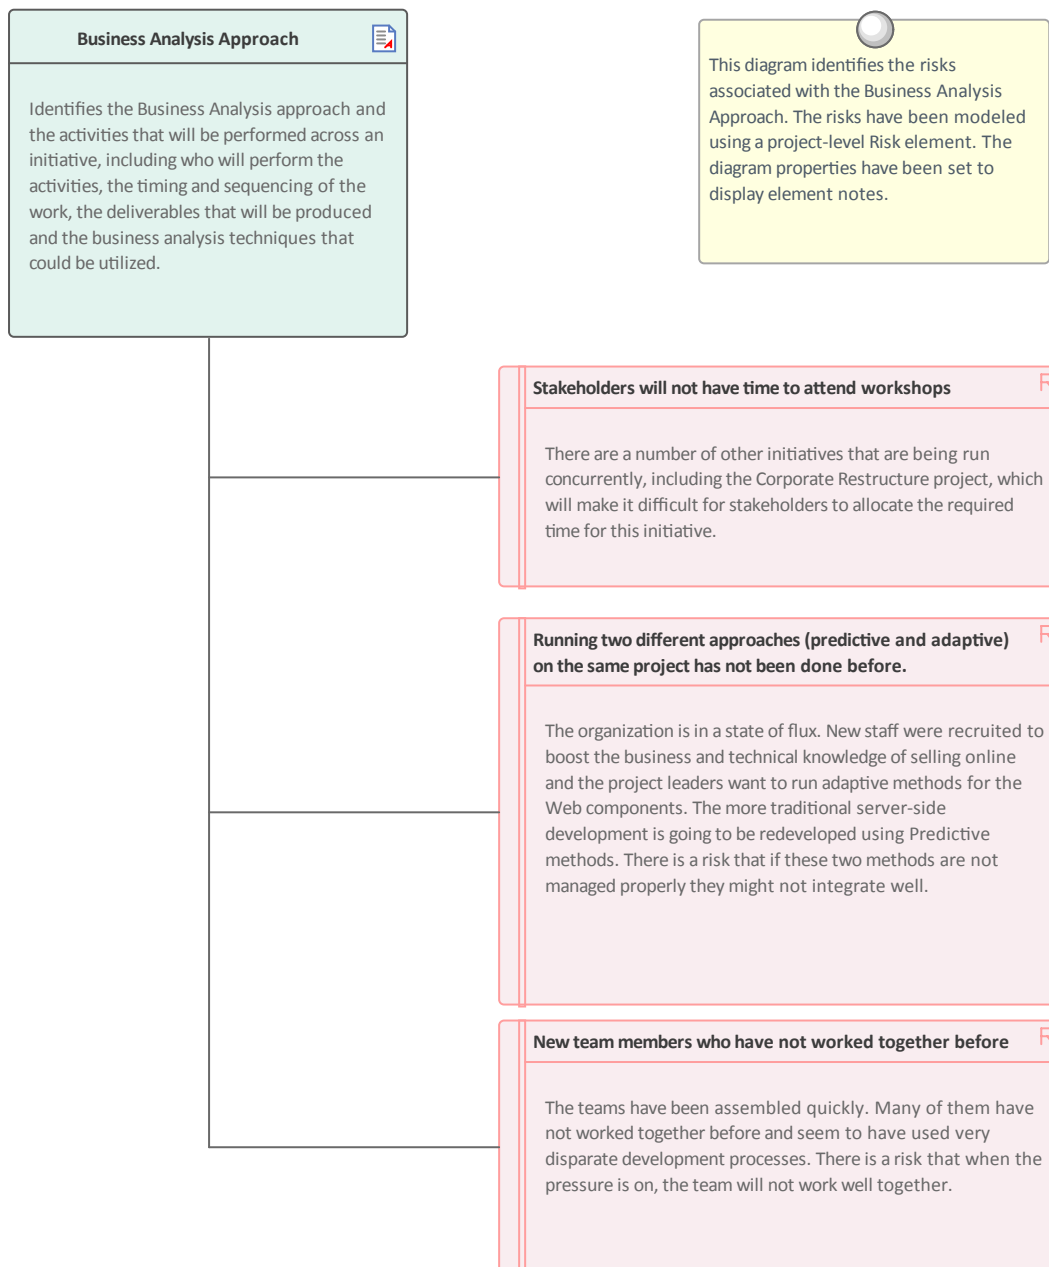 Business Analysis Approach
Identifies the Business Analysis approach and
the activities that will be performed across an
initiative, including who will perform the
activities, the timing and sequencing of the
work, the deliverables that will be produced
and the business analysis techniques that
could be utilized.
This diagram identifies the risks
associated with the Business Analysis
Approach. The risks have been modeled
using a project-level Risk element. The
diagram properties have been set to
display element notes.
Stakeholders will not have time to attend workshops
There are a number of other initiatives that are being run
concurrently, including the Corporate Restructure project, which
will make it difficult for stakeholders to allocate the required
time for this initiative.
Running two different approaches (predictive and adaptive)
on the same project has not been done before.
The organization is in a state of flux. New staff were recruited to
boost the business and technical knowledge of selling online
and the project leaders want to run adaptive methods for the
Web components. The more traditional server-side
development is going to be redeveloped using Predictive
methods. There is a risk that if these two methods are not
managed properly they might not integrate well.
New team members who have not worked together before
The teams have been assembled quickly. Many of them have
not worked together before and seem to have used very
disparate development processes. There is a risk that when the
pressure is on, the team will not work well together.